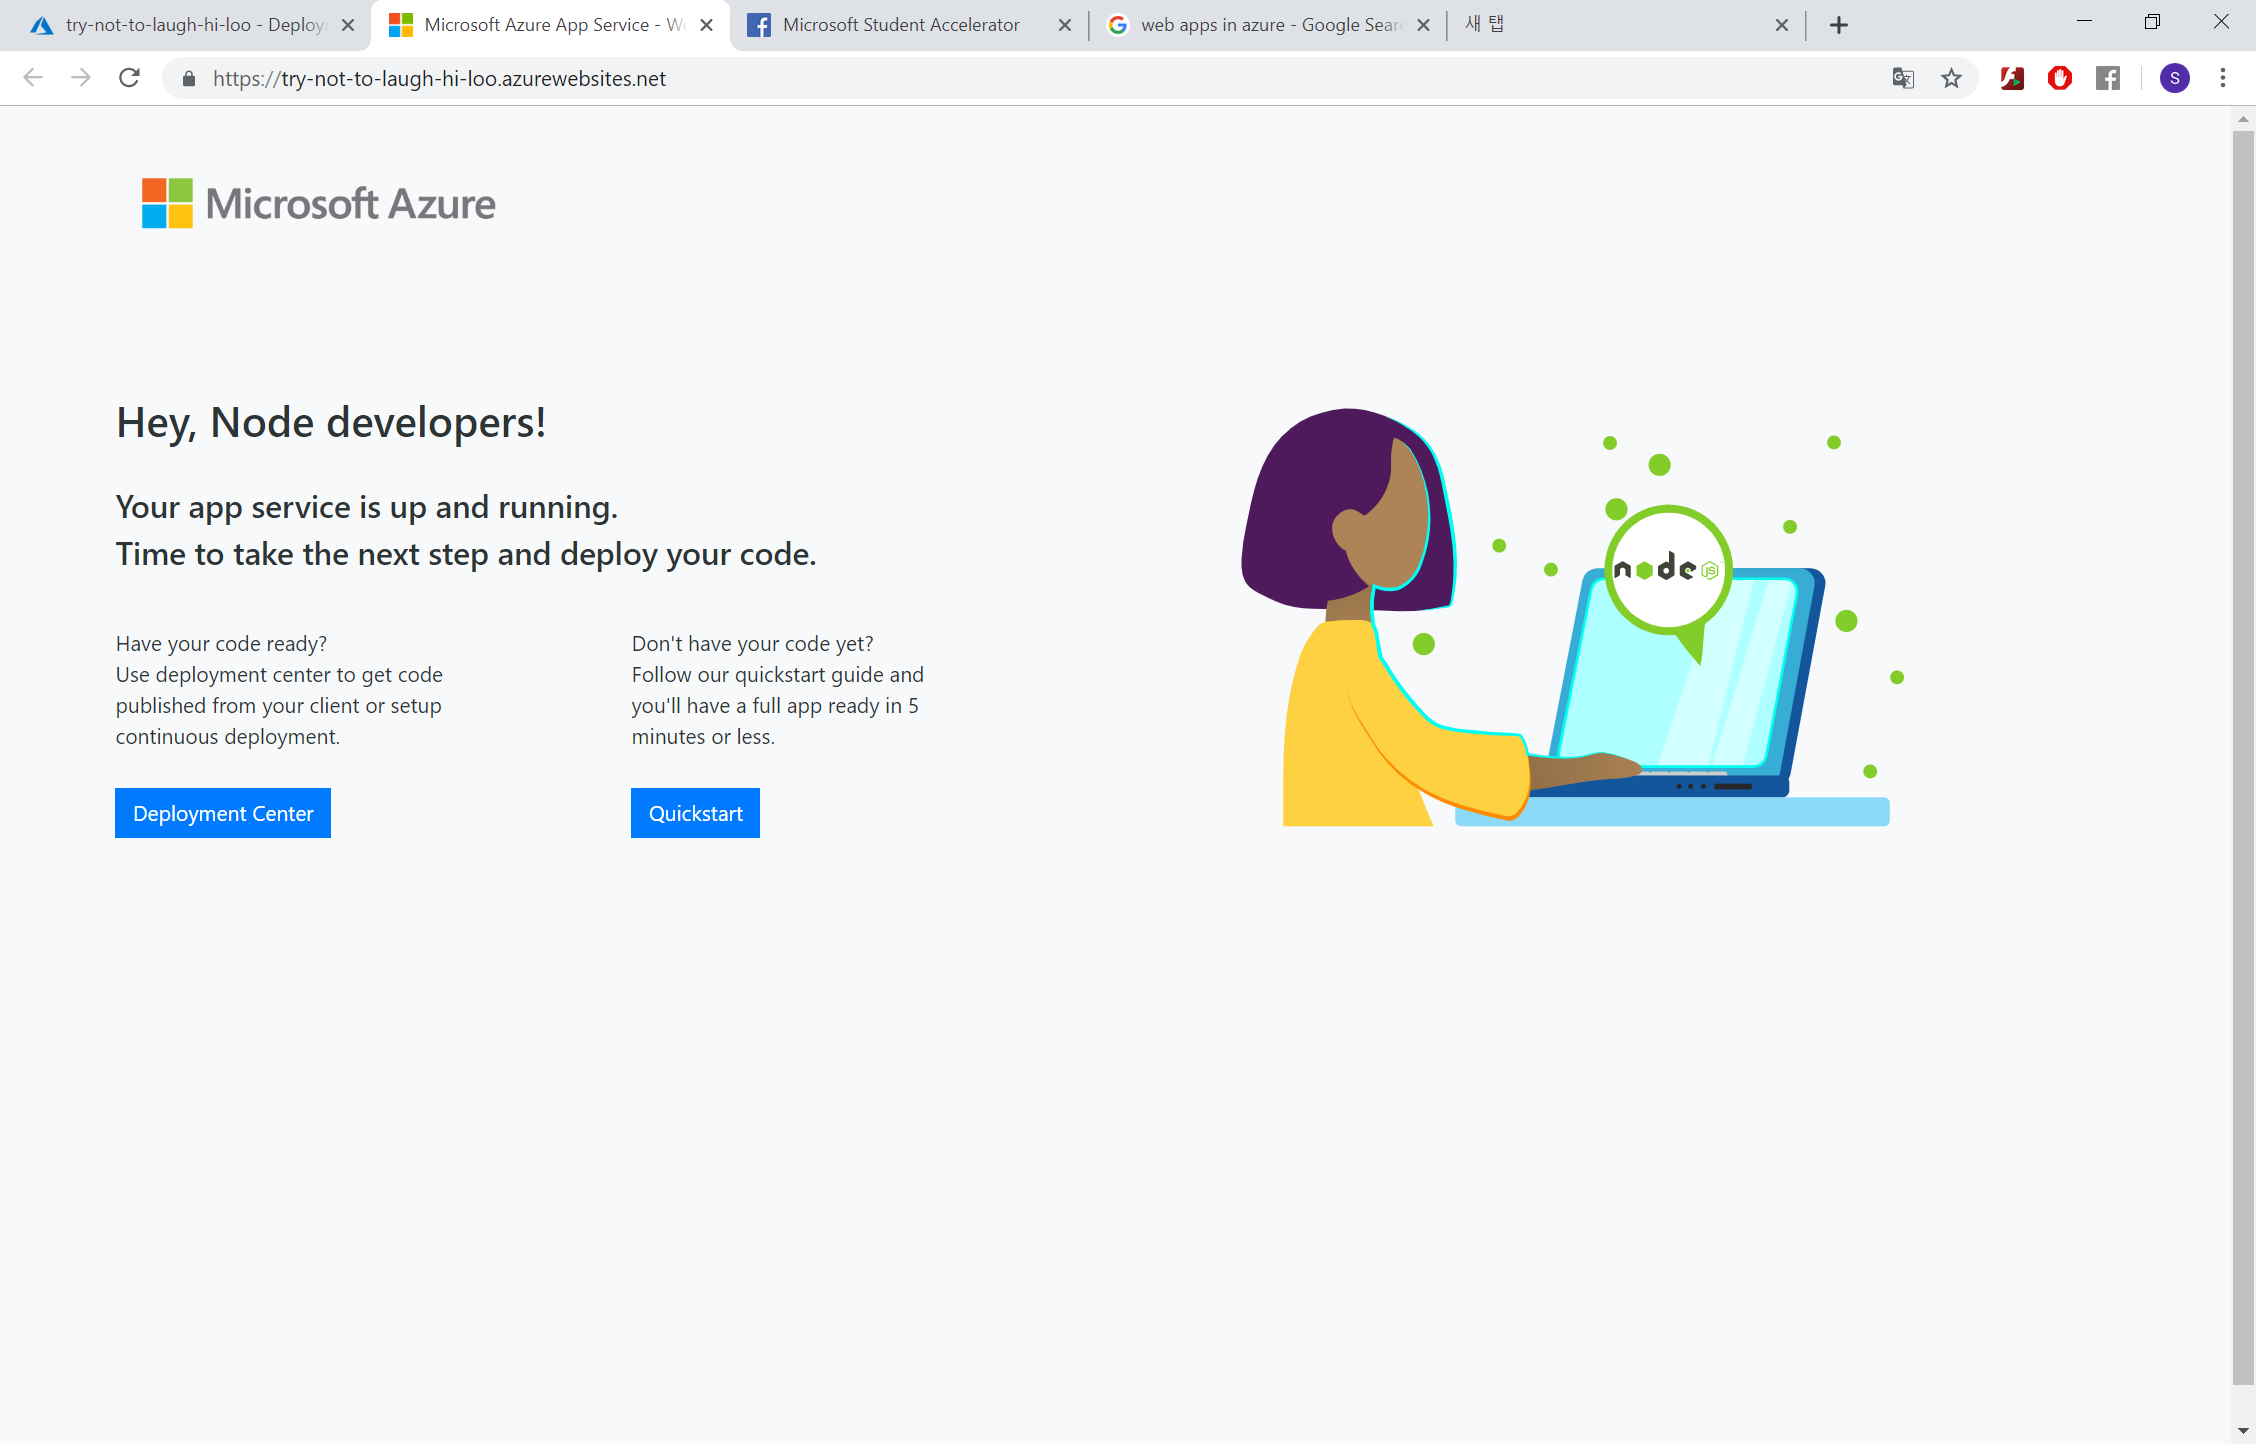 try-not-to-laugh-hi-loo - Deploy
Microsoft Azure App Service - W
Microsoft Student Accelerator
web apps in azure - Google Sear
새 탭
https://try-not-to-laugh-hi-loo.azurewebsites.net
S
Microsoft Azure
Hey, Node developers!
Your app service is up and running.
Time to take the next step and deploy your code.
Have your code ready?
Use deployment center to get code
published from your client or setup
continuous deployment.
Deployment Center
Don't have your code yet?
Follow our quickstart guide and
you'll have a full app ready in 5
minutes or less.
Quickstart
node JS